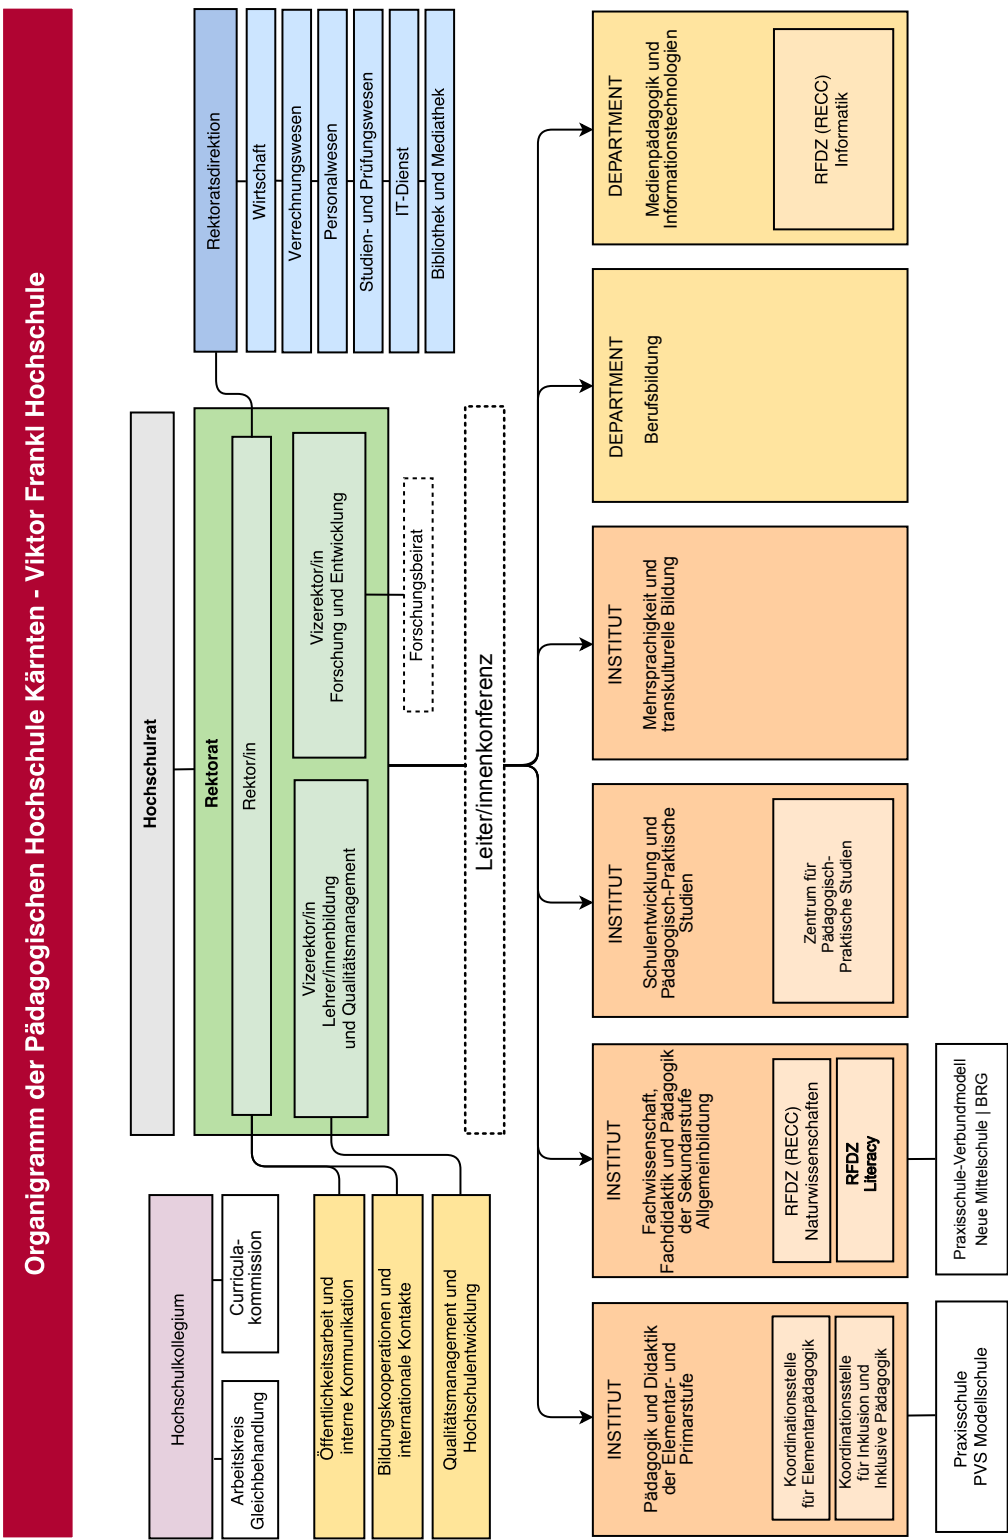 Organigramm der Pädagogischen Hochschule Kärnten - Viktor Frankl Hochschule
Hochschulrat
Hochschulkollegium
Arbeitskreis
Gleichbehandlung
Curricula-
kommission
Rektorat
Rektor/in
Vizerektor/in
Lehrer/innenbildung
und Qualitätsmanagement
Vizerektor/in
Forschung und Entwicklung
Forschungsbeirat
Rektoratsdirektion
Wirtschaft
Verrechnungswesen
Personalwesen
Studien- und Prüfungswesen
IT-Dienst
Bibliothek und Mediathek
Öffentlichkeitsarbeit und
interne Kommunikation
Bildungskooperationen und
internationale Kontakte
Qualitätsmanagement und
Hochschulentwicklung
Leiter/innenkonferenz
INSTITUT
Pädagogik und Didaktik
der Elementar- und
Primarstufe
Koordinationsstelle
für Elementarpädagogik
Koordinationsstelle
für Inklusion und
Inklusive Pädagogik
Praxisschule
PVS Modellschule
INSTITUT
Fachwissenschaft,
Fachdidaktik und Pädagogik
der Sekundarstufe
Allgemeinbildung
RFDZ (RECC)
Naturwissenschaften
RFDZ
Literacy
Praxisschule-Verbundmodell
Neue Mittelschule | BRG
INSTITUT
Schulentwicklung und
Pädagogisch-Praktische
Studien
Zentrum für
Pädagogisch-
Praktische Studien
INSTITUT
Mehrsprachigkeit und
transkulturelle Bildung
DEPARTMENT
Berufsbildung
DEPARTMENT
Medienpädagogik und
Informationstechnologien
RFDZ (RECC)
Informatik